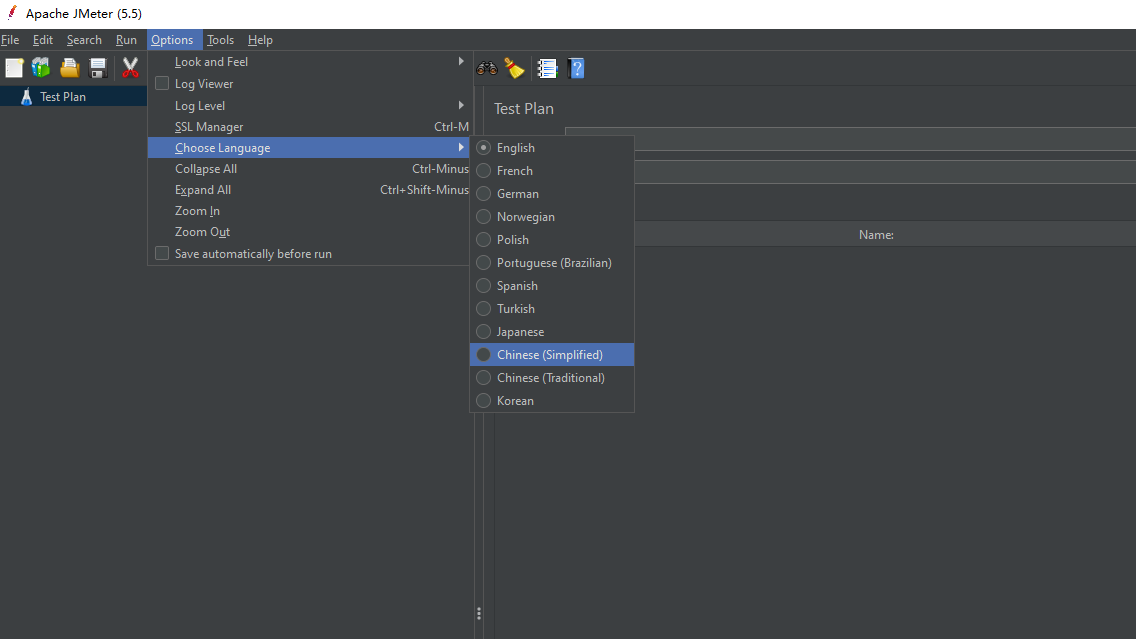 Apache JMeter (5.5)
File Edit Search Run Options Tools Help
Look and Feel
Log Viewer
Log Level
SSL Manager Ctrl-M
Choose Language
Collapse All Ctrl-Minus
Expand All Ctrl+Shift-Minus
Zoom In
Zoom Out
Save automatically before run
English
French
German
Norwegian
Polish
Portuguese (Brazilian)
Spanish
Turkish
Japanese
Chinese (Simplified)
Chinese (Traditional)
Korean
Test Plan
Test Plan
Name: